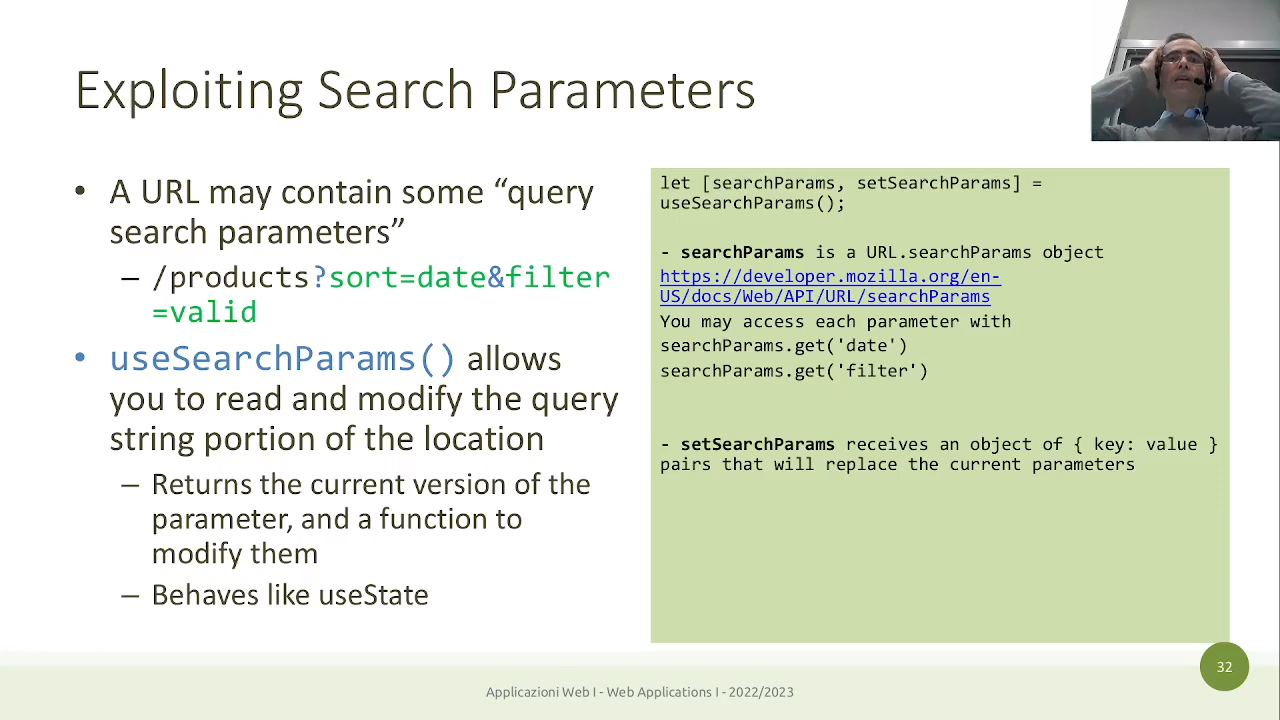 Exploiting Search Parameters
• A URL may contain some “query
search parameters”
– /products?sort=date&filter
=valid
• useSearchParams() allows
you to read and modify the query
string portion of the location
– Returns the current version of the
parameter, and a function to
modify them
– Behaves like useState
let [searchParams, setSearchParams] =
useSearchParams();
- searchParams is a URL.searchParams object
https://developer.mozilla.org/en-
US/docs/Web/API/URL/searchParams
You may access each parameter with
searchParams.get('date')
searchParams.get('filter')
- setSearchParams receives an object of { key: value }
pairs that will replace the current parameters
32
Applicazioni Web I - Web Applications I - 2022/2023